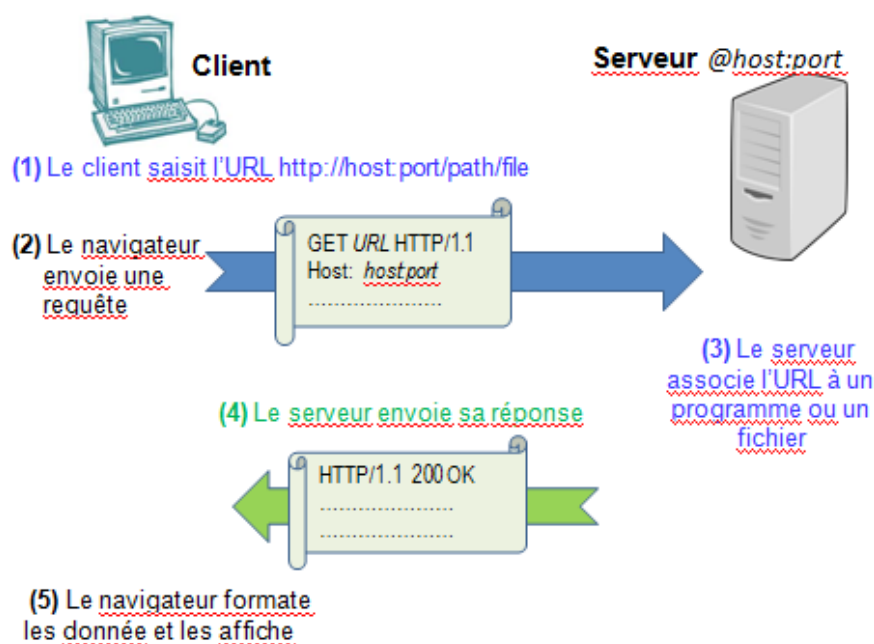 Client
Serveur @host:port
(1) Le client saisit l'URL http://host:port/path/file
(2) Le navigateur
envoie une
requête
GET URL HTTP/1.1
Host: hostport
........................
(3) Le serveur
associe l'URL à un
programme ou un
fichier
(4) Le serveur envoie sa réponse
HTTP/1.1 200 OK
........................
........................
(5) Le navigateur formate
les donnée et les affiche